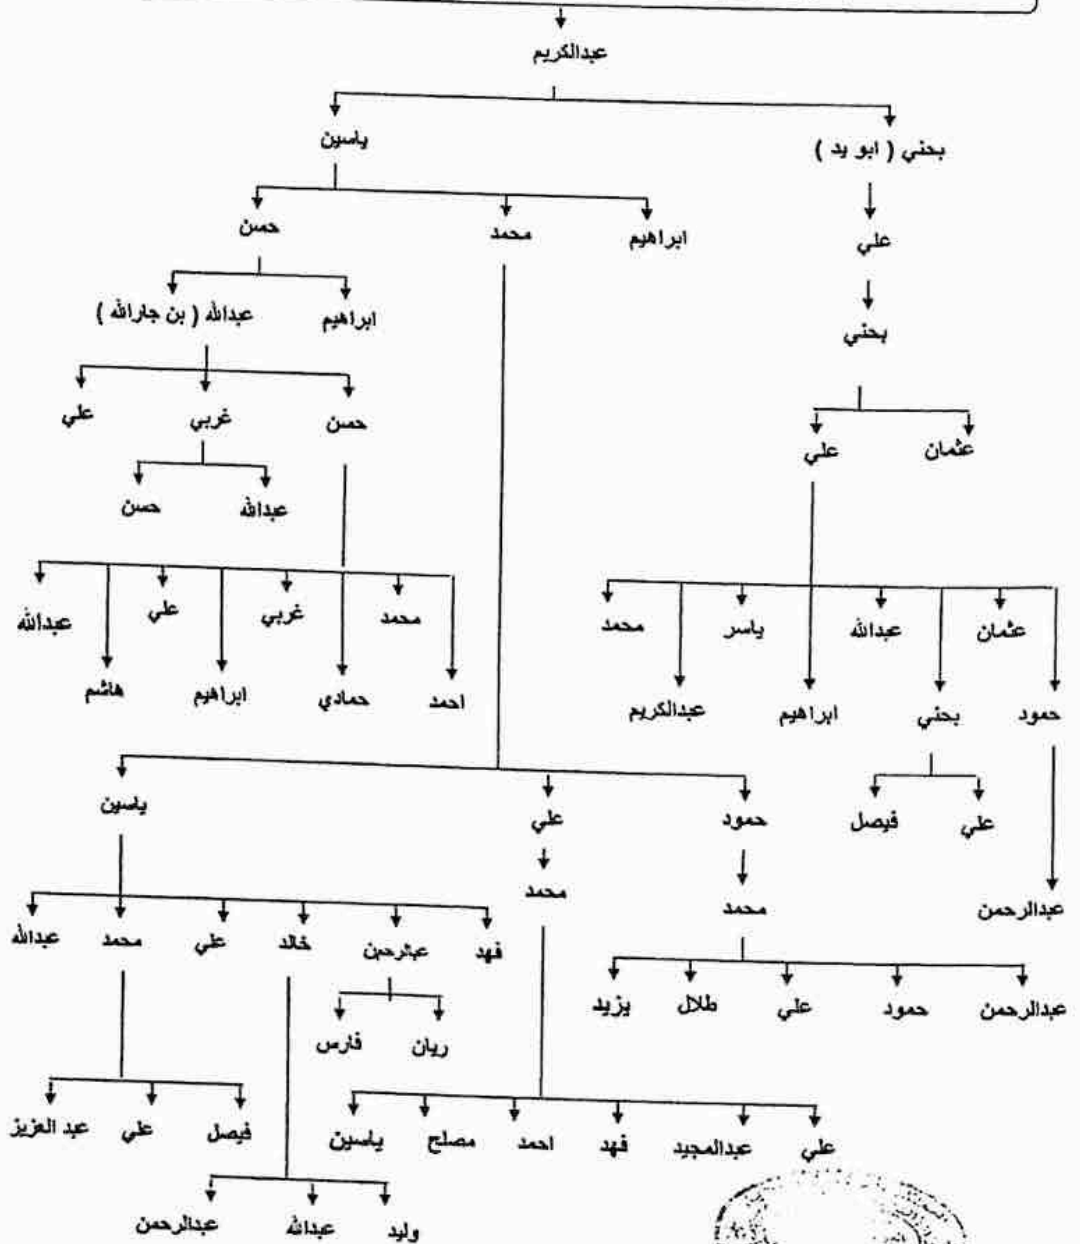 عبدالكريم
بحني ( ابو يد )
ياسين
ابراهيم
محمد
حسن
علي
ابراهيم
عبدالله ( بن جارالله )
بحني
حسن
غربي
علي
عثمان
علي
عبدالله
حسن
عثمان
عبدالله
ياسر
محمد
محمد
غربي
علي
عبدالله
حمود
بحني
ابراهيم
عبدالكريم
احمد
حمادي
ابراهيم
هاشم
علي
فيصل
حمود
علي
ياسين
عبدالرحمن
محمد
محمد
فهد
عبدالرحمن
خالد
علي
محمد
عبدالله
عبدالرحمن
حمود
علي
طلال
يزيد
ريان
فارس
علي
عبدالمجيد
فهد
احمد
مصلح
ياسين
فيصل
علي
عبد العزيز
وليد
عبدالله
عبدالرحمن